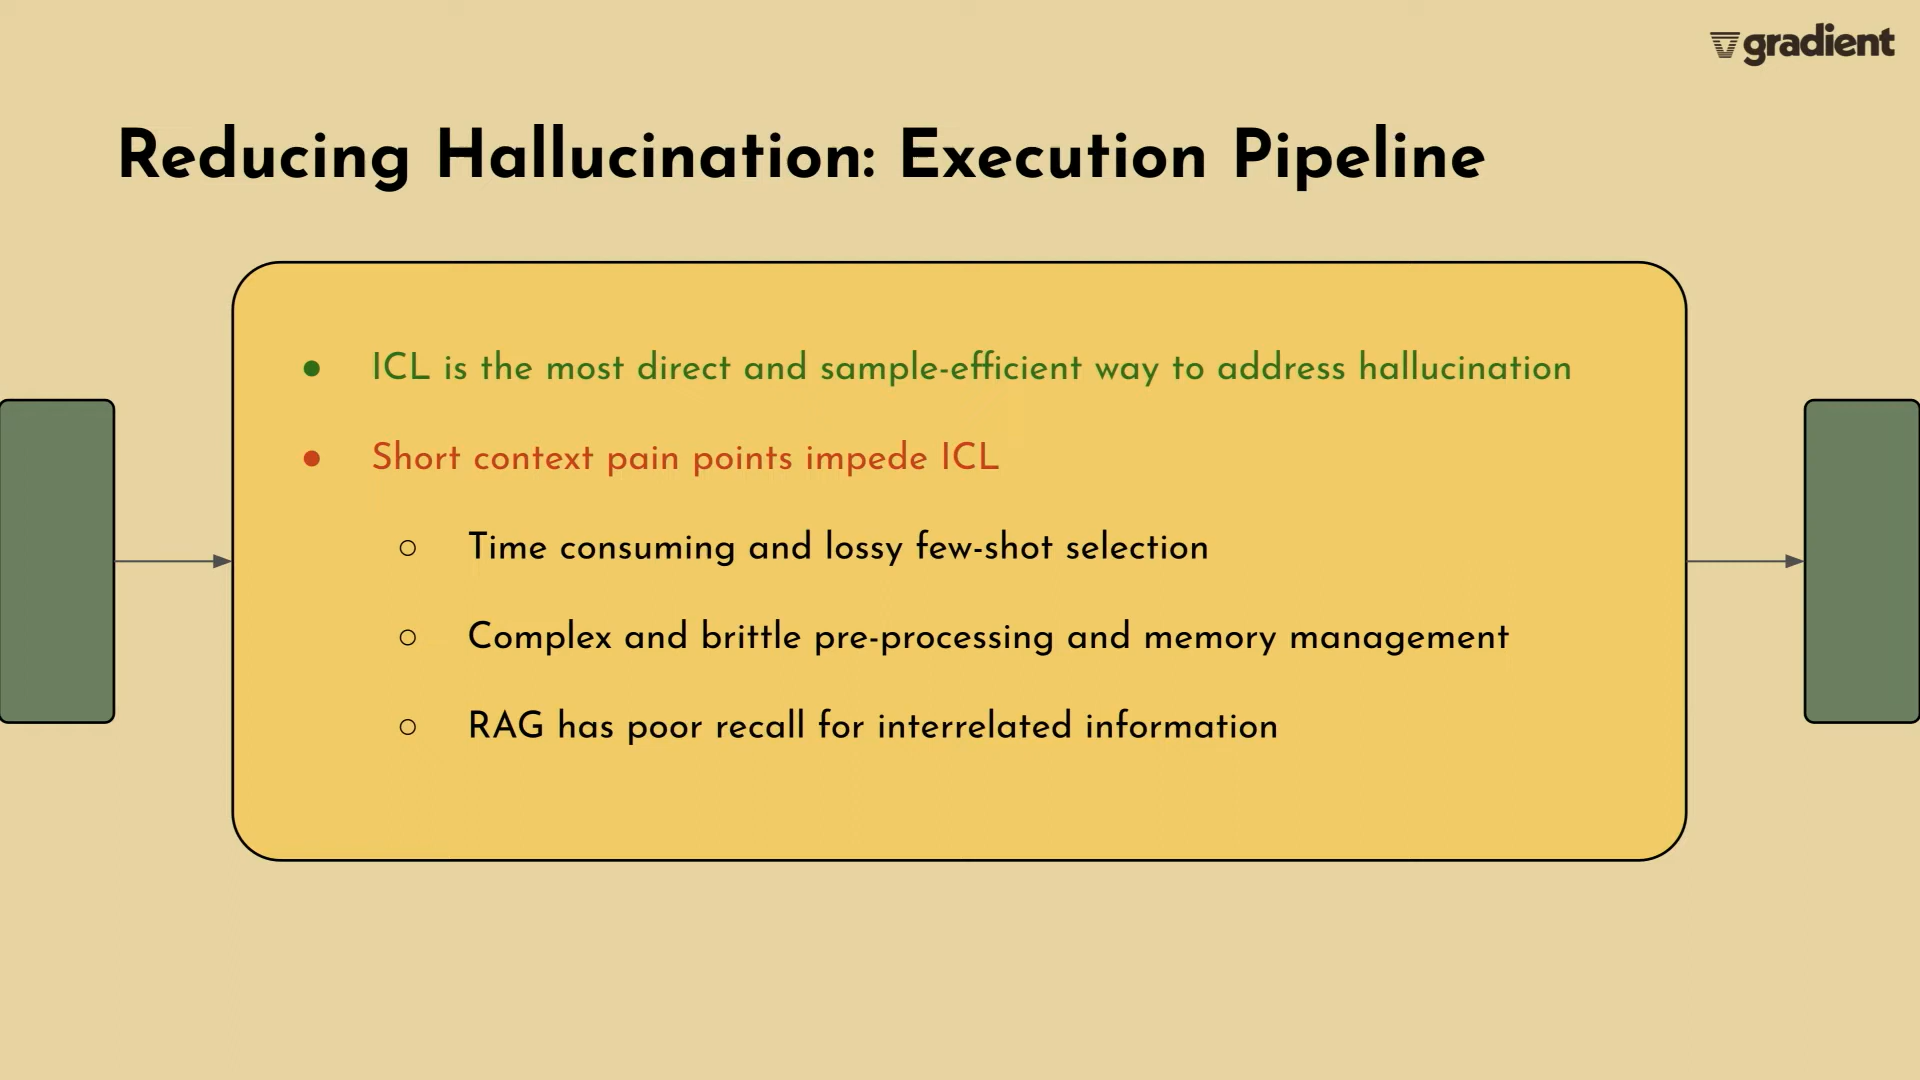 gradient
Reducing Hallucination: Execution Pipeline
● ICL is the most direct and sample-efficient way to address hallucination
● Short context pain points impede ICL
○ Time consuming and lossy few-shot selection
○ Complex and brittle pre-processing and memory management
○ RAG has poor recall for interrelated information